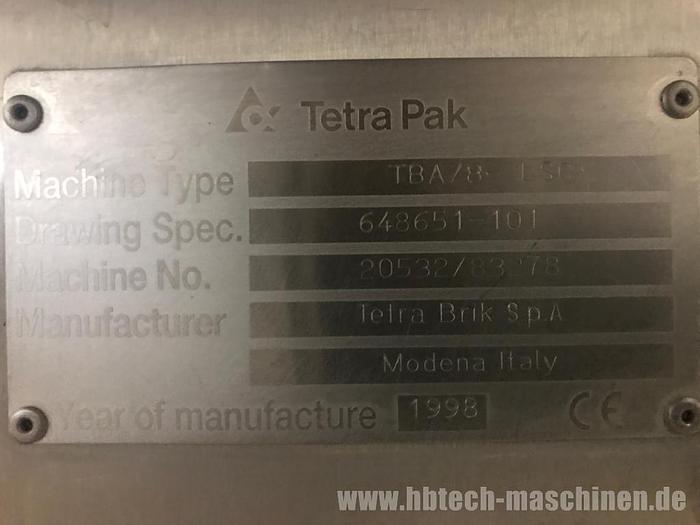 Tetra Pak
Machine Type TBA/8
Drawing Spec. 648651-101
Machine No.
Manufacturer Tetra Brik S.p.A
Modena Italy
Year of manufacture 1998 CE
www.hbtech-maschinen.de